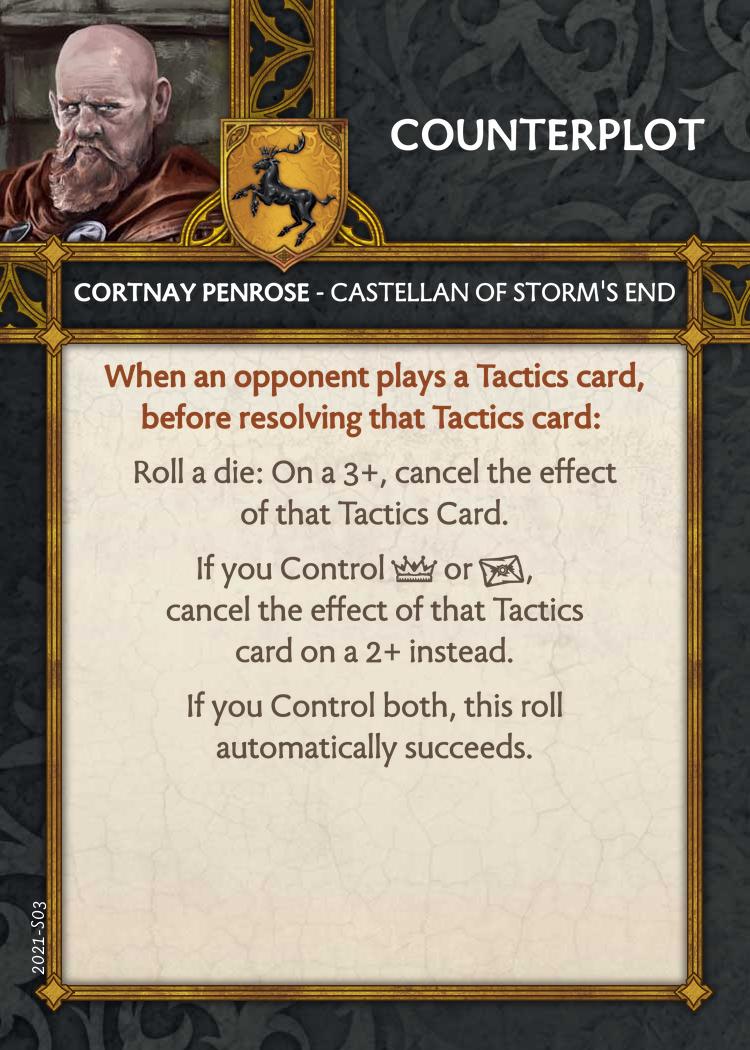 COUNTERPLOT
CORTNAY PENROSE - CASTELLAN OF STORM'S END
When an opponent plays a Tactics card,
before resolving that Tactics card:
Roll a die: On a 3+, cancel the effect
of that Tactics Card.
If you Control or ,
cancel the effect of that Tactics
card on a 2+ instead.
If you Control both, this roll
automatically succeeds.
2021-S03